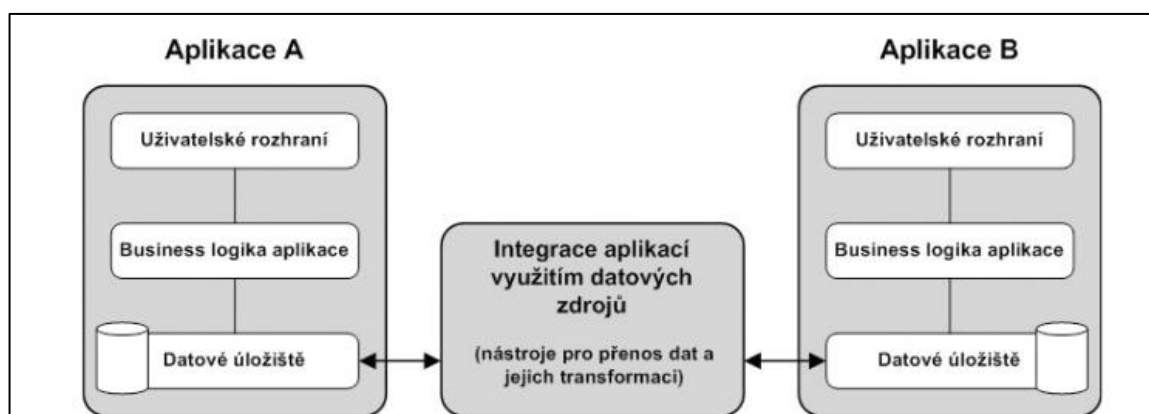 Aplikace A
Aplikace B
Uživatelské rozhraní
Business logika aplikace
Datové úložiště
Integrace aplikací
využitím datových
zdrojů
(nástroje pro přenos dat a
jejich transformaci)
Uživatelské rozhraní
Business logika aplikace
Datové úložiště